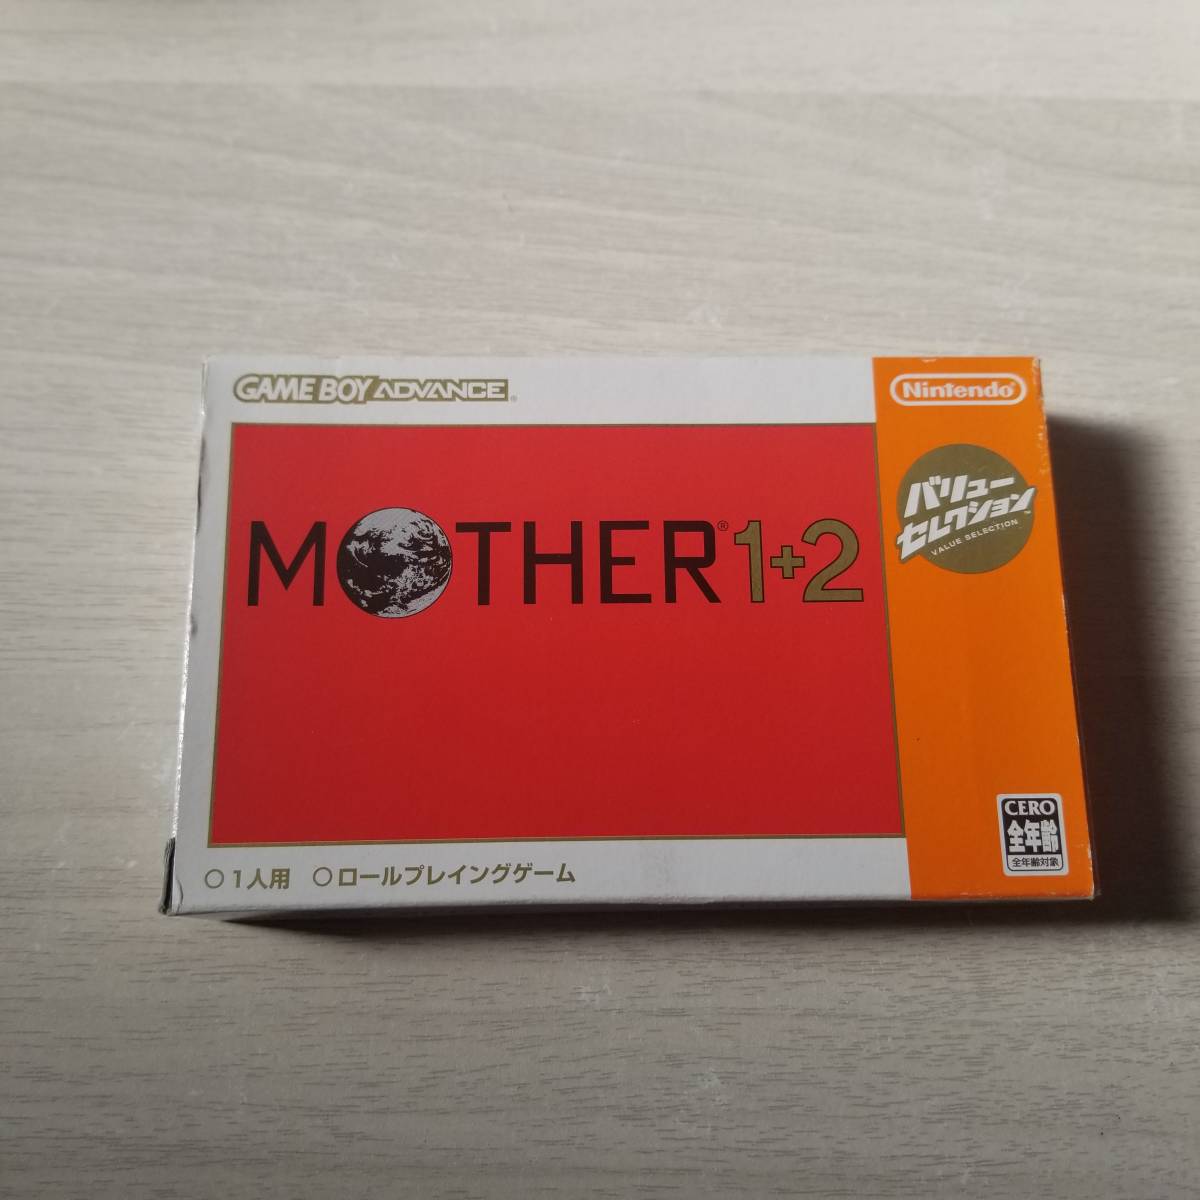 GAME BOY ADVANCE
Nintendo
バリュー
セレクション™
VALUE SELECTION
MOTHER® 1+2
CERO
全年齢
全年齢対象
○1人用 ○ロールプレイングゲーム